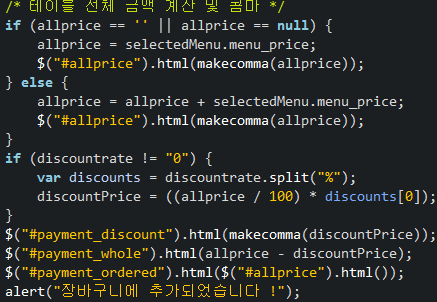 /* 테이블 전체 금액 계산 및 콤마 */
if (allprice == '' || allprice == null) {
    allprice = selectedMenu.menu_price;
    $("#allprice").html(makecomma(allprice));
} else {
    allprice = allprice + selectedMenu.menu_price;
    $("#allprice").html(makecomma(allprice));
}
if (discountrate != "0") {
    var discounts = discountrate.split("%");
    discountPrice = ((allprice / 100) * discounts[0]);
}
$("#payment_discount").html(makecomma(discountPrice));
$("#payment_whole").html(allprice - discountPrice);
$("#payment_ordered").html($("#allprice").html());
alert("장바구니에 추가되었습니다 !");